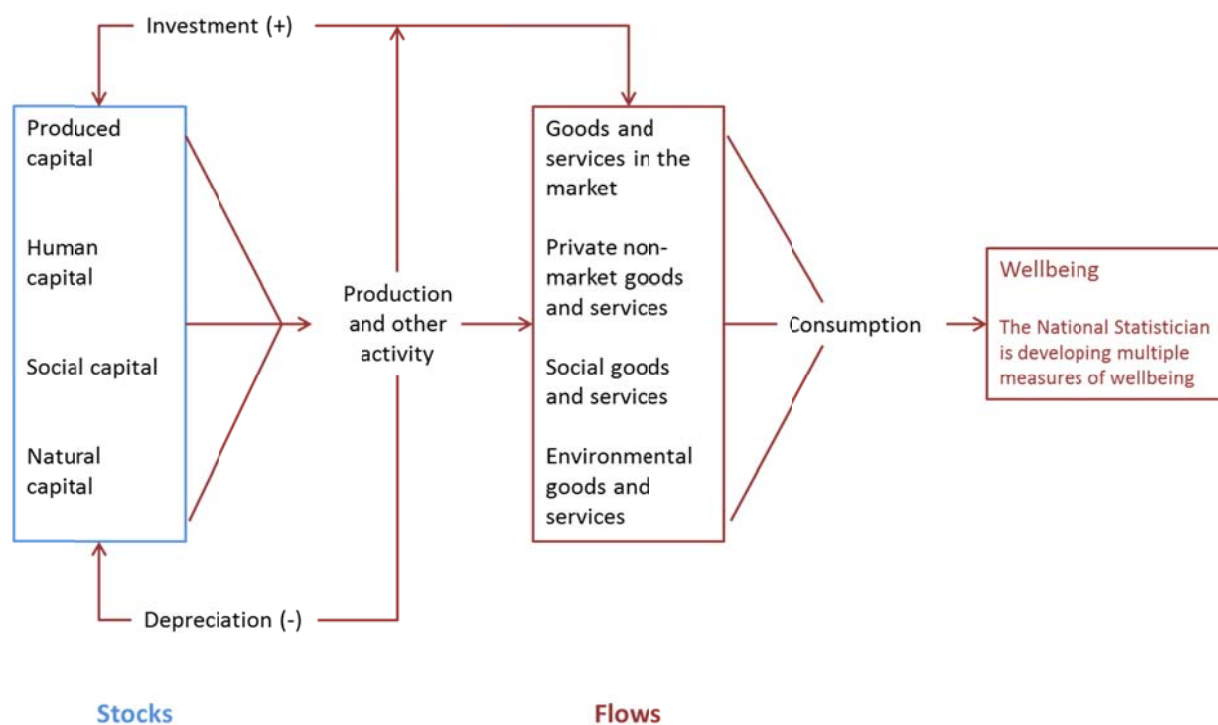 Investment (+)
Produced
capital
Human
capital
Social capital
Natural
capital
Production
and other
activity
Depreciation (-)
Goods and
services in the
market
Private non-
market goods
and services
Social goods
and services
Environmental
goods and
services
Consumption
Wellbeing
The National Statistician
is developing multiple
measures of wellbeing
Stocks
Flows